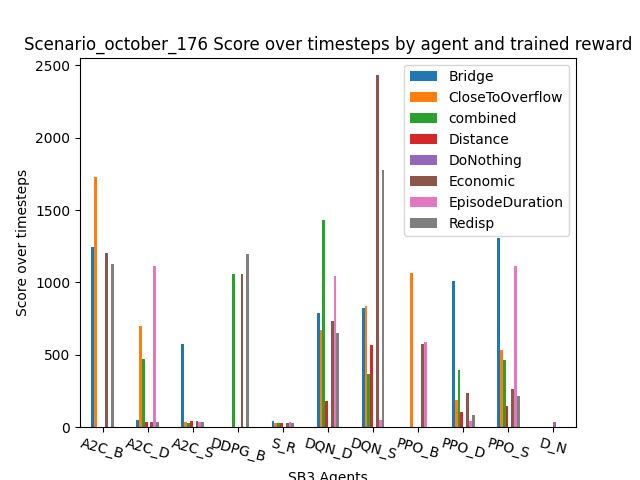 Scenario_october_176 Score over timesteps by agent and trained reward
Score over timesteps
2500
2000
1500
1000
500
0
Bridge
CloseToOverflow
combined
Distance
DoNothing
Economic
EpisodeDuration
Redisp
A2C_B
A2C_D
A2C_S
DDPG_B
S_R
DQN_D
DQN_S
PPO_B
PPO_D
PPO_S
D_N
SB3 Agents